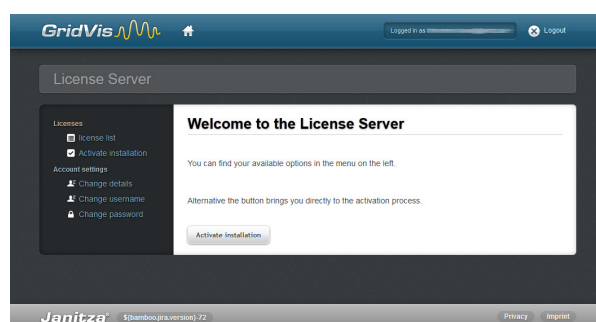 GridVis
Logged in as
Logout
License Server
Licenses
license list
Activate installation
Account settings
Change details
Change username
Change password
Welcome to the License Server
You can find your available options in the menu on the left.
Alternative the button brings you directly to the activation process.
Activate installation
Janitza®
${bamboo.jira.version}-72
Privacy
Imprint